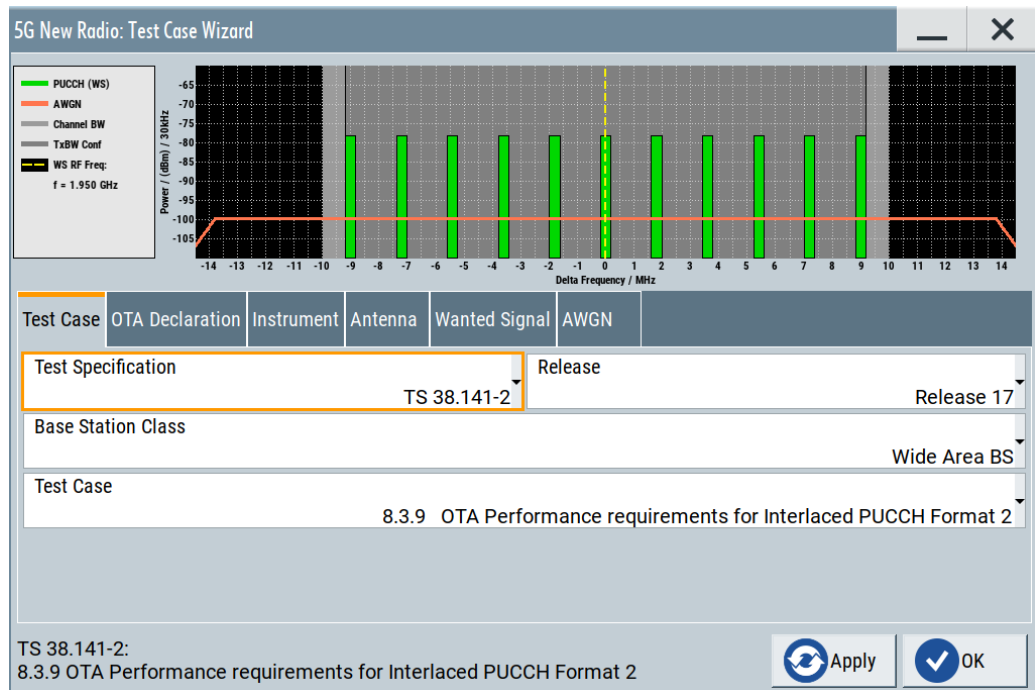 5G New Radio: Test Case Wizard
PUCCH (WS)
AWGN
Channel BW
TxBW Conf
WS RF Freq:
f = 1.950 GHz
Power / (dBm) / 30kHz
-65
-70
-75
-80
-85
-90
-95
-100
-105
-14 -13 -12 -11 -10 -9 -8 -7 -6 -5 -4 -3 -2 -1 0 1 2 3 4 5 6 7 8 9 10 11 12 13 14
Delta Frequency / MHz
Test Case OTA Declaration Instrument Antenna Wanted Signal AWGN
Test Specification
TS 38.141-2
Release
Release 17
Base Station Class
Wide Area BS
Test Case
8.3.9 OTA Performance requirements for Interlaced PUCCH Format 2
TS 38.141-2:
8.3.9 OTA Performance requirements for Interlaced PUCCH Format 2
Apply
OK